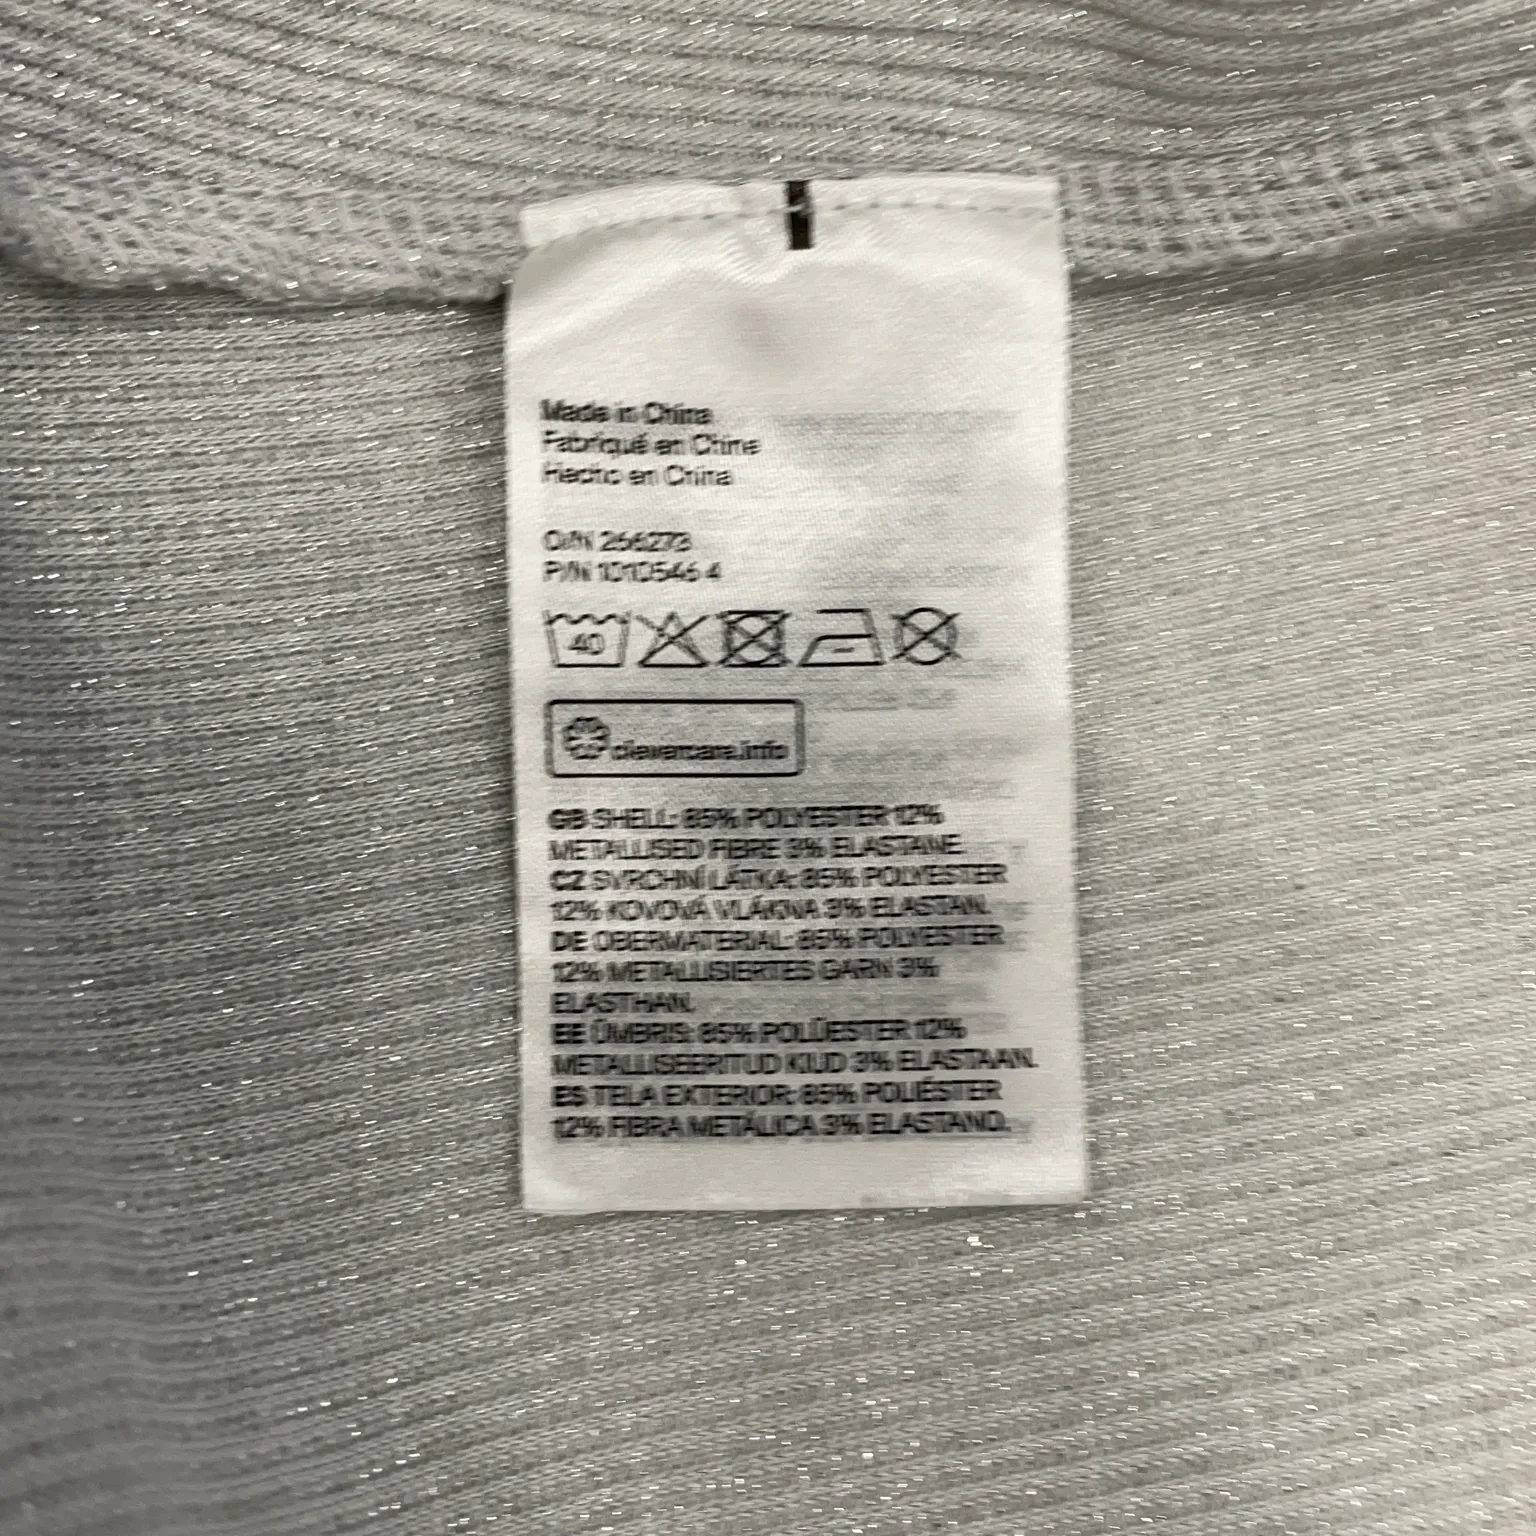 Made in China
Fabriqué en Chine
Hecho en China
O/N 266273
P/N 1010546 4
40
clevercare.info
GB SHELL: 85% POLYESTER 12%
METALLISED FIBRE 3% ELASTANE.
CZ SVRCHNÍ LÁTKA: 85% POLYESTER
12% KOVOVÁ VLÁKNA 3% ELASTAN.
DE OBERMATERIAL: 85% POLYESTER
12% METALLISIERTES GARN 3%
ELASTHAN.
EE ÜMBRIS: 85% POLÜESTER 12%
METALLISEERITUD KIUD 3% ELASTAAN.
ES TELA EXTERIOR: 85% POLIÉSTER
12% FIBRA METÁLICA 3% ELASTANO.